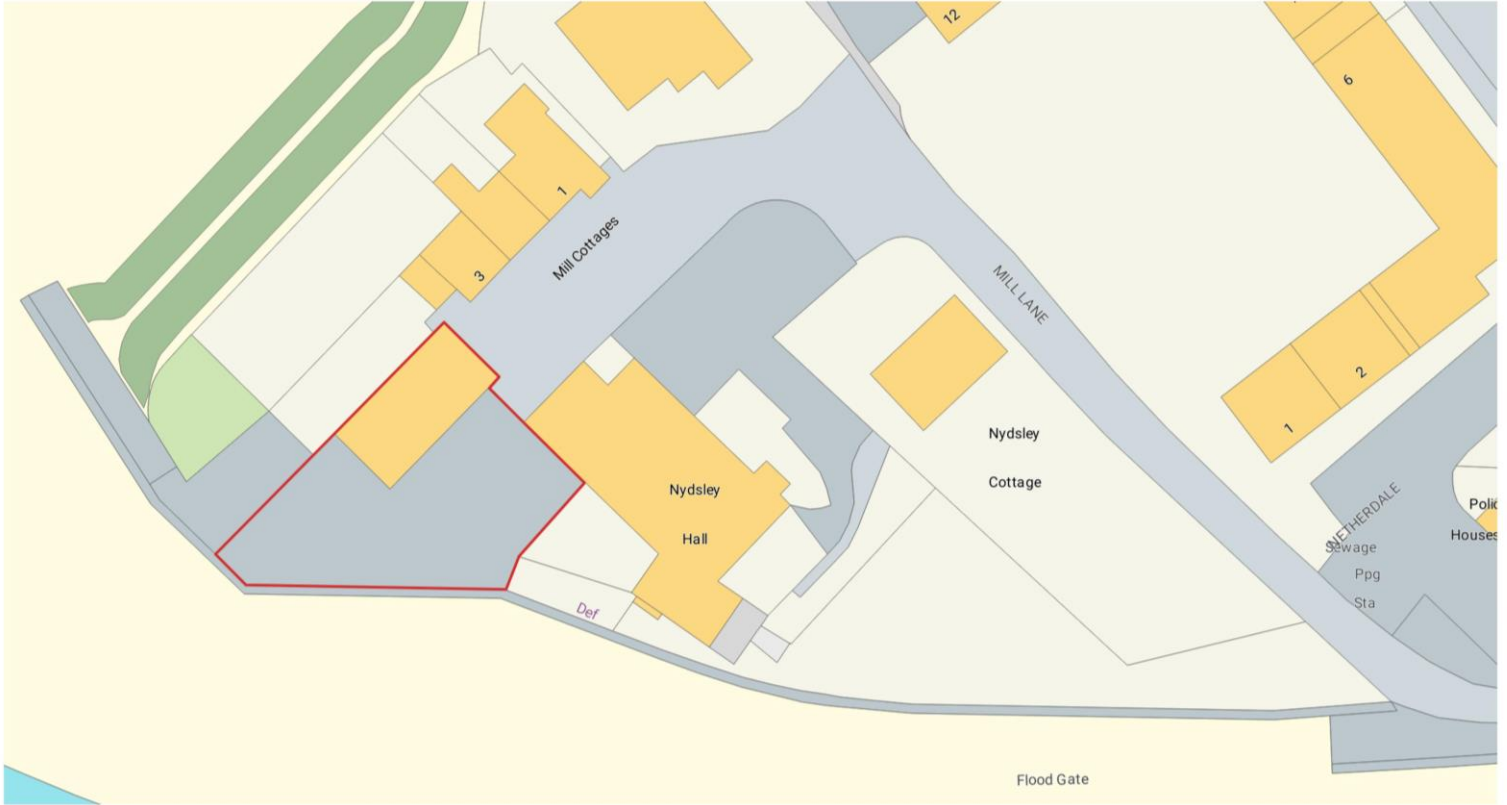 12
6
1
Mill Cottages
3
MILL LANE
2
1
Nydsley
Cottage
Nydsley
Hall
NETHERDALE
Sewage
Ppg
Sta
Houses
Def
Flood Gate